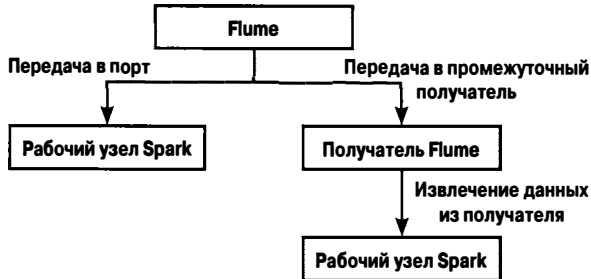 Flume
Передача в порт
Передача в промежуточный
получатель
Рабочий узел Spark
Получатель Flume
Извлечение данных
из получателя
Рабочий узел Spark